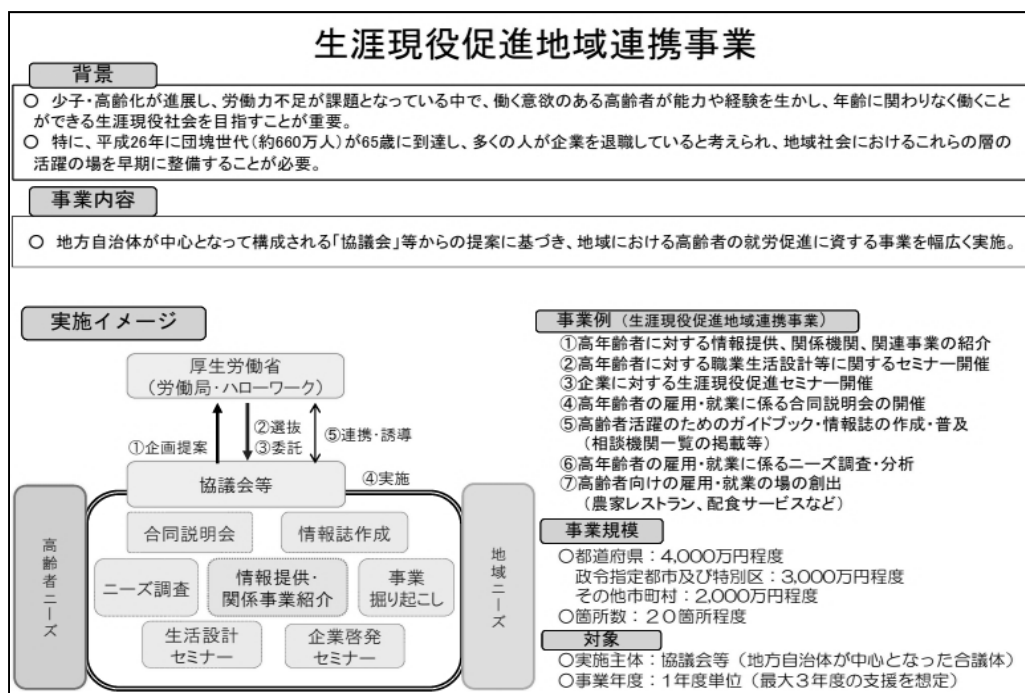 生涯現役促進地域連携事業
背景
○ 少子・高齢化が進展し、労働力不足が課題となっている中で、働く意欲のある高齢者が能力や経験を生かし、年齢に関わりなく働くこと
ができる生涯現役社会を目指すことが重要。
○ 特に、平成26年に団塊世代(約660万人)が65歳に到達し、多くの人が企業を退職していると考えられ、地域社会におけるこれらの層の
活躍の場を早期に整備することが必要。
事業内容
○ 地方自治体が中心となって構成される「協議会」等からの提案に基づき、地域における高齢者の就労促進に資する事業を幅広く実施。
実施イメージ
厚生労働省
(労働局・ハローワーク)
①企画提案
②選抜
③委託
⑤連携・誘導
協議会等
④実施
高齢者ニーズ
地域ニーズ
合同説明会
情報誌作成
ニーズ調査
情報提供・
関係事業紹介
事業
掘り起こし
生活設計
セミナー
企業啓発
セミナー
事業例(生涯現役促進地域連携事業)
①高年齢者に対する情報提供、関係機関、関連事業の紹介
②高年齢者に対する職業生活設計等に関するセミナー開催
③企業に対する生涯現役促進セミナー開催
④高年齢者の雇用・就業に係る合同説明会の開催
⑤高齢者活躍のためのガイドブック・情報誌の作成・普及
(相談機関一覧の掲載等)
⑥高年齢者の雇用・就業に係るニーズ調査・分析
⑦高齢者向けの雇用・就業の場の創出
(農家レストラン、配食サービスなど)
事業規模
○都道府県:4,000万円程度
政令指定都市及び特別区:3,000万円程度
その他市町村:2,000万円程度
○箇所数:20箇所程度
対象
○実施主体:協議会等(地方自治体が中心となった合議体)
○事業年度:1年度単位(最大3年度の支援を想定)